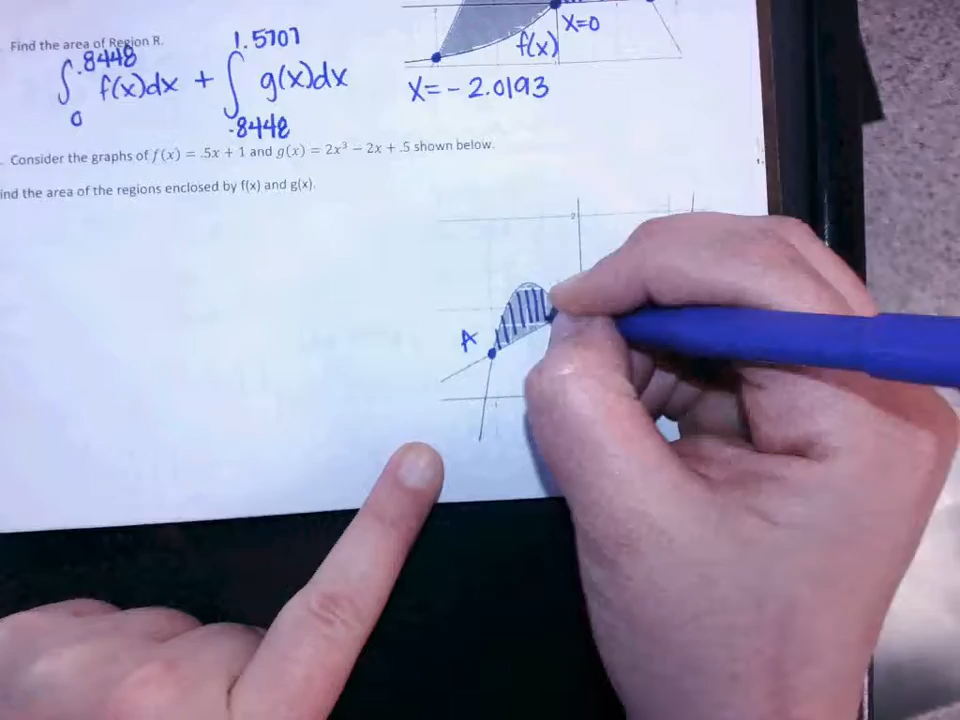 Find the area of Region R.
∫ 0 .8448 f(x)dx + ∫ .8448 1.5707 g(x)dx
X=0
f(x)
X= - 2.0193
. Consider the graphs of f(x) = .5x + 1 and g(x) = 2x³ − 2x + .5 shown below.
ind the area of the regions enclosed by f(x) and g(x).
A